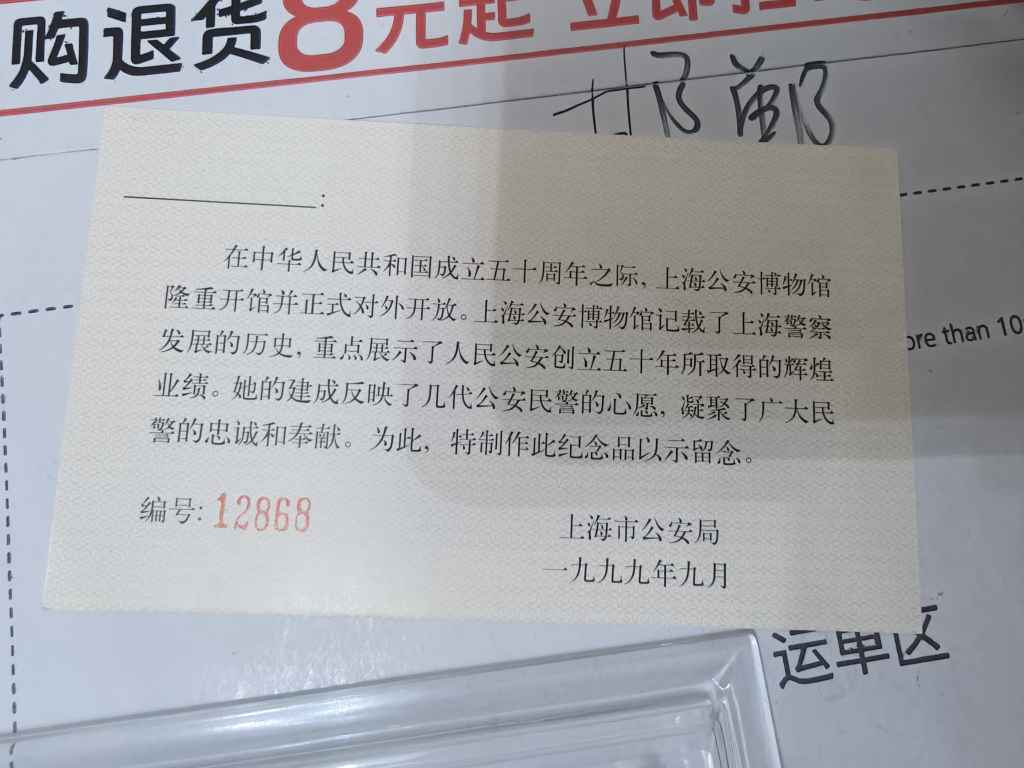 购退货8元起 立即
邯郸
:
在中华人民共和国成立五十周年之际，上海公安博物馆
隆重开馆并正式对外开放。上海公安博物馆记载了上海警察
发展的历史，重点展示了人民公安创立五十年所取得的辉煌
业绩。她的建成反映了几代公安民警的心愿，凝聚了广大民
警的忠诚和奉献。为此，特制作此纪念品以示留念。
编号: 12868
上海市公安局
一九九九年九月
ore than 10
运单区